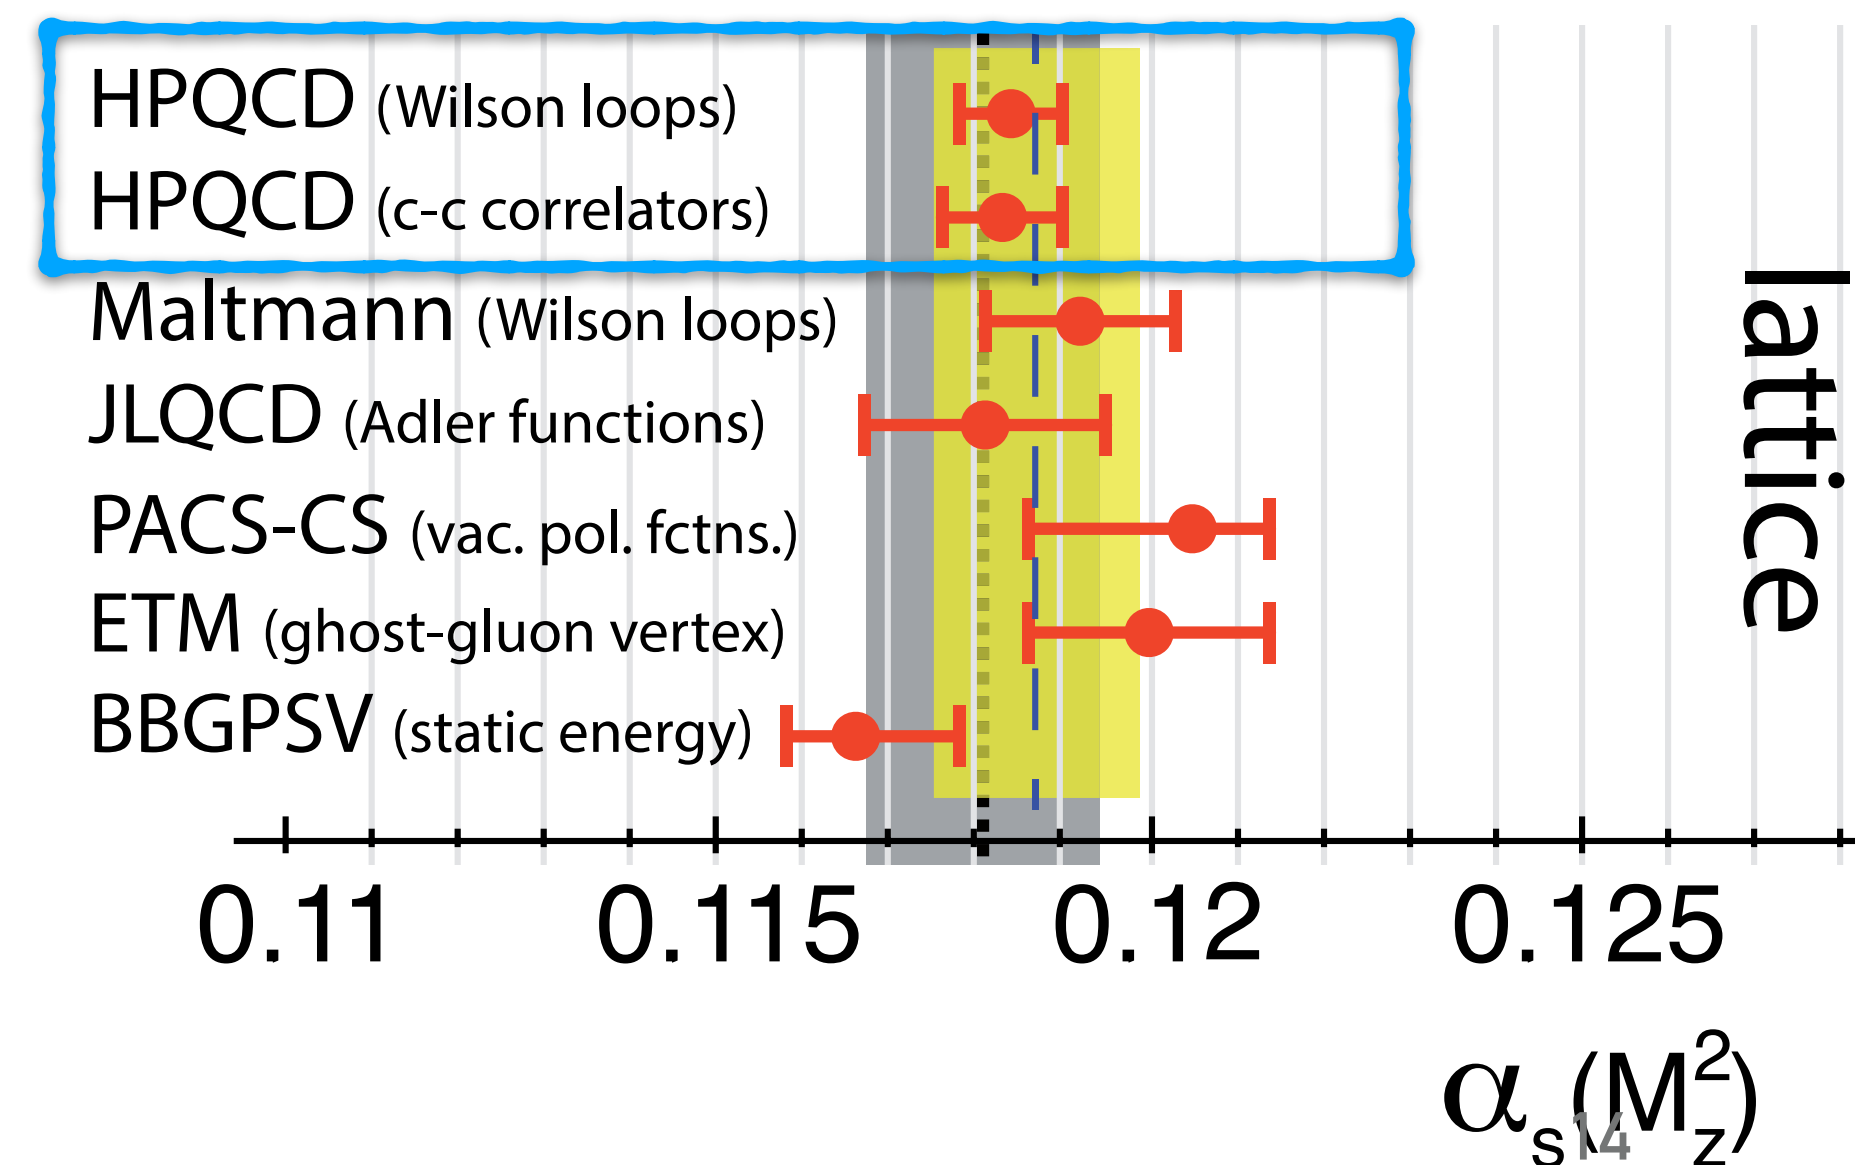 HPQCD (Wilson loops)
HPQCD (c-c correlators)
Maltmann (Wilson loops)
JLQCD (Adler functions)
PACS-CS (vac. pol. fctns.)
ETM (ghost-gluon vertex)
BBGPSV (static energy)
lattice
0.11 0.115 0.12 0.125
αs(Mz²)
14